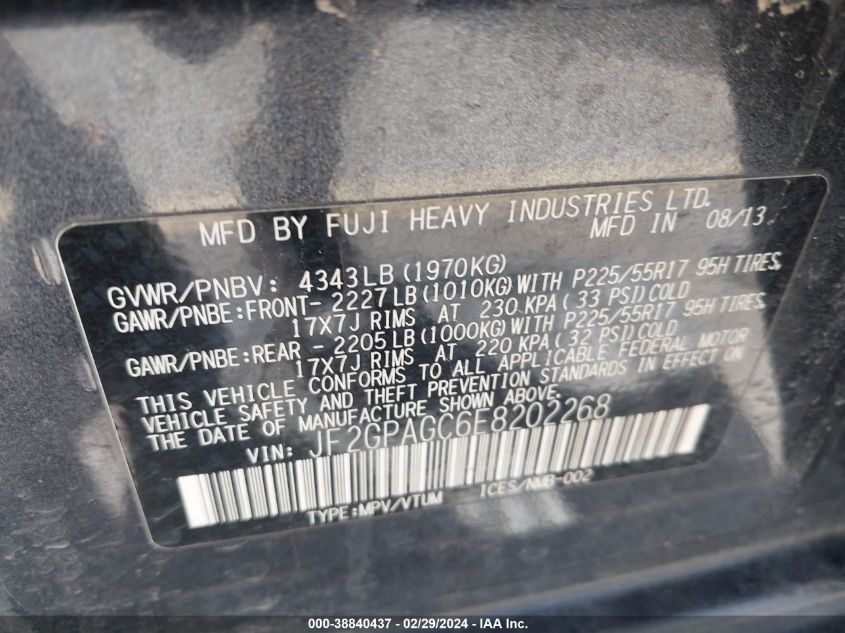 MFD BY FUJI HEAVY INDUSTRIES LTD.
MFD IN 08/13
GVWR/PNBV: 4343LB (1970KG)
GAWR/PNBE:FRONT- 2227LB (1010KG) WITH P225/55R17 95H TIRES,
17X7J RIMS AT 230 KPA ( 33 PSI) COLD
GAWR/PNBE:REAR - 2205LB (1000KG) WITH P225/55R17 95H TIRES,
17X7J RIMS AT 220 KPA ( 32 PSI) COLD
THIS VEHICLE CONFORMS TO ALL APPLICABLE FEDERAL MOTOR
VEHICLE SAFETY AND THEFT PREVENTION STANDARDS IN EFFECT ON
THE DATE OF MANUFACTURE SHOWN ABOVE.
VIN: JF2GPAGC6E8202268
TYPE:MPV/VTUM ICES/NMB-002
000-38840437 - 02/29/2024 - IAA Inc.